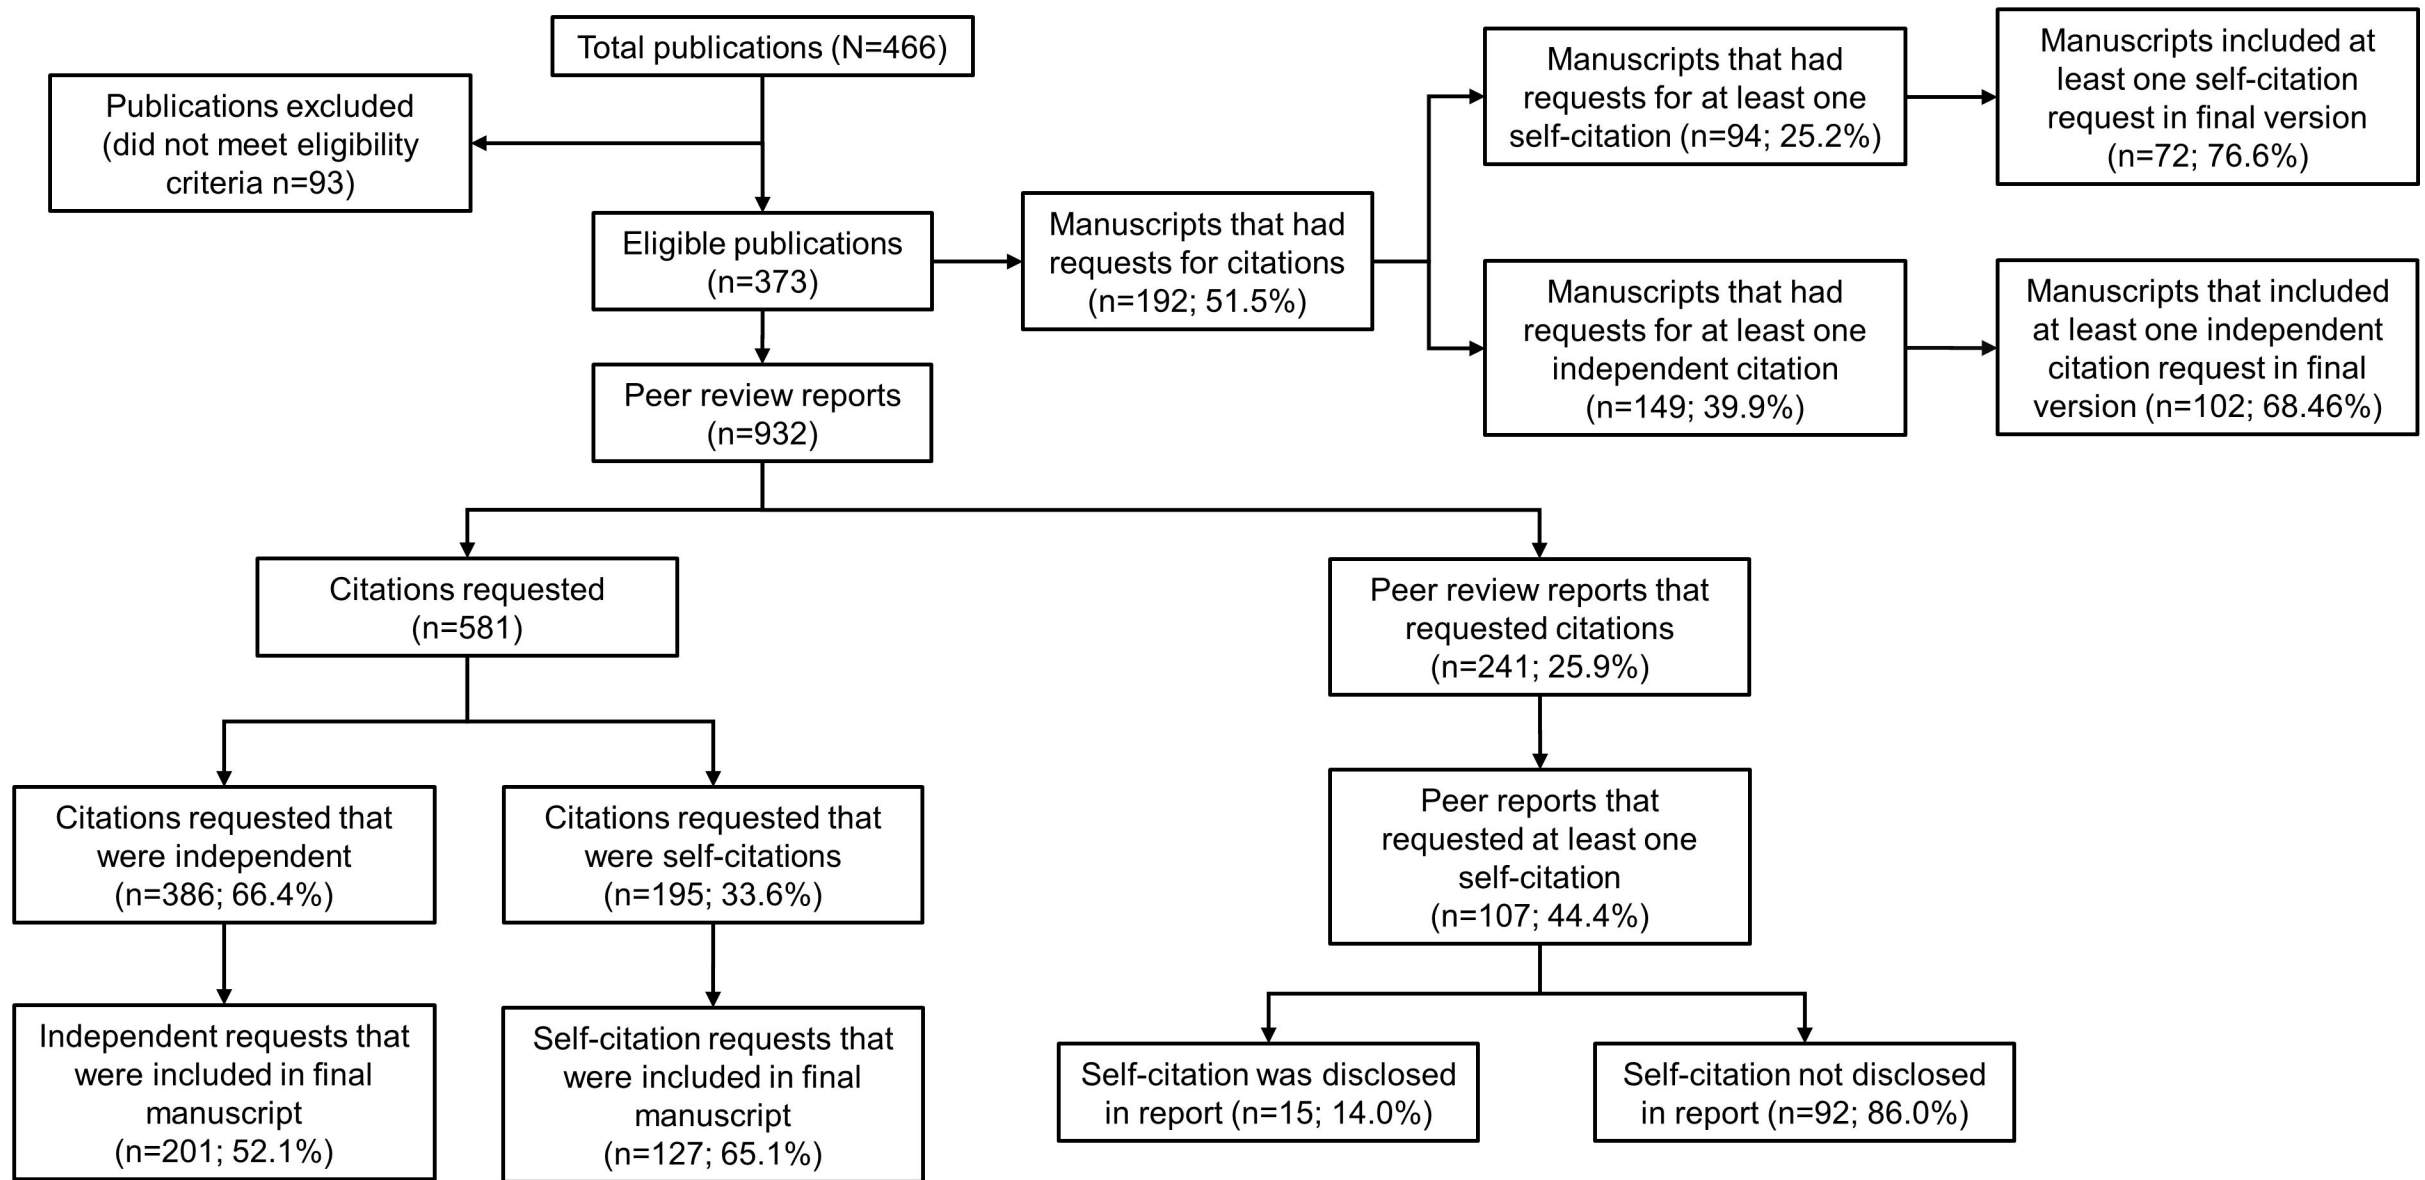 Total publications (N=466)
Publications excluded
(did not meet eligibility
criteria n=93)
Eligible publications
(n=373)
Manuscripts that had
requests for citations
(n=192; 51.5%)
Manuscripts that had
requests for at least one
self-citation (n=94; 25.2%)
Manuscripts included at
least one self-citation
request in final version
(n=72; 76.6%)
Manuscripts that had
requests for at least one
independent citation
(n=149; 39.9%)
Manuscripts that included
at least one independent
citation request in final
version (n=102; 68.46%)
Peer review reports
(n=932)
Citations requested
(n=581)
Peer review reports that
requested citations
(n=241; 25.9%)
Citations requested that
were independent
(n=386; 66.4%)
Citations requested that
were self-citations
(n=195; 33.6%)
Peer reports that
requested at least one
self-citation
(n=107; 44.4%)
Independent requests that
were included in final
manuscript
(n=201; 52.1%)
Self-citation requests that
were included in final
manuscript
(n=127; 65.1%)
Self-citation was disclosed
in report (n=15; 14.0%)
Self-citation not disclosed
in report (n=92; 86.0%)